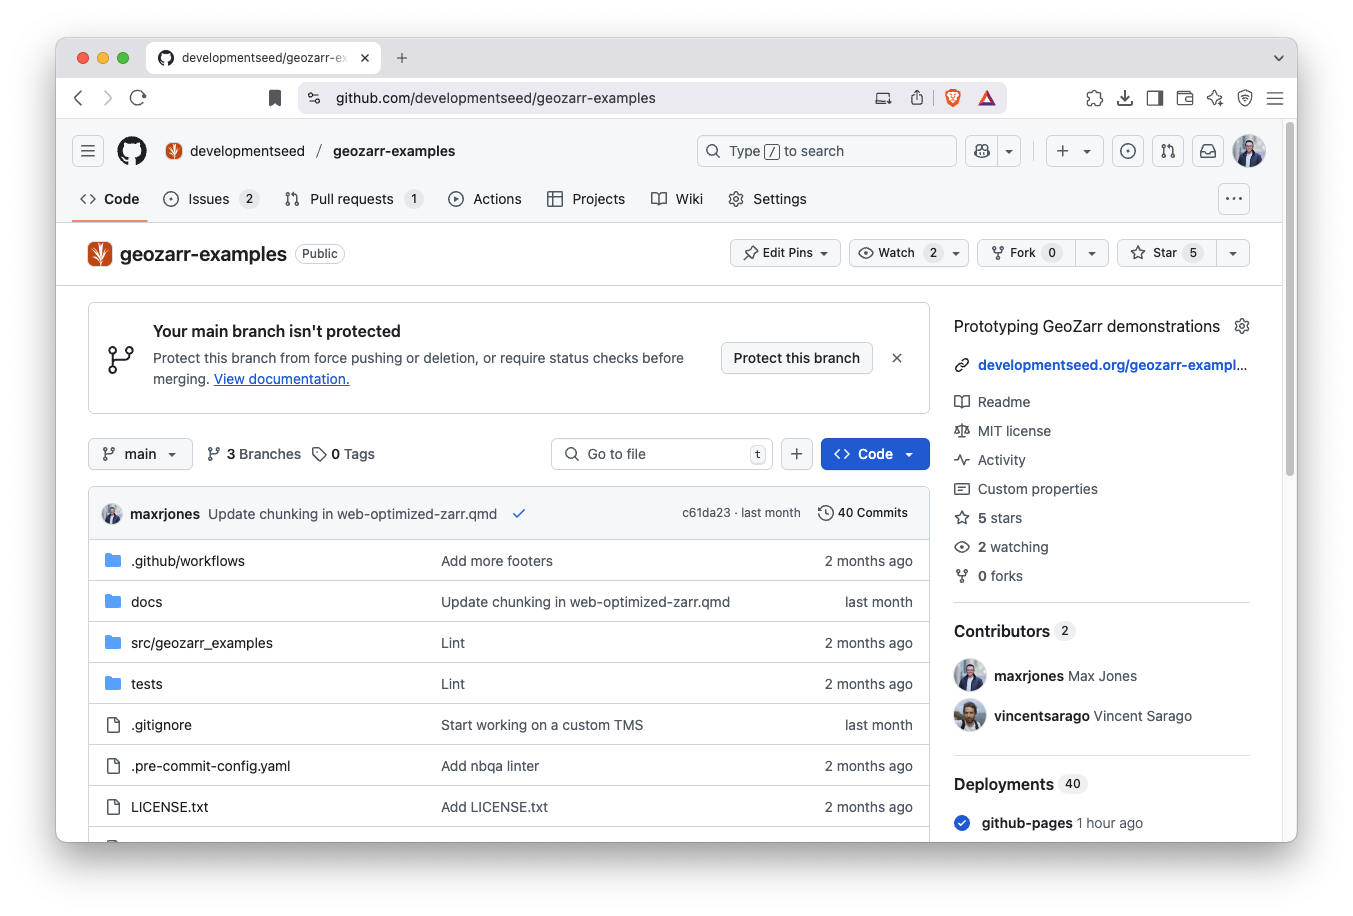 developmentseed/geozarr-ex
github.com/developmentseed/geozarr-examples
developmentseed / geozarr-examples
Type / to search
Code
Issues 2
Pull requests 1
Actions
Projects
Wiki
Settings
geozarr-examples Public
Edit Pins
Watch 2
Fork 0
Star 5
Your main branch isn't protected
Protect this branch from force pushing or deletion, or require status checks before
merging. View documentation.
Protect this branch
main
3 Branches
0 Tags
Go to file t
Code
maxrjones Update chunking in web-optimized-zarr.qmd
c61da23 · last month
40 Commits
.github/workflows Add more footers 2 months ago
docs Update chunking in web-optimized-zarr.qmd last month
src/geozarr_examples Lint 2 months ago
tests Lint 2 months ago
.gitignore Start working on a custom TMS last month
.pre-commit-config.yaml Add nbqa linter 2 months ago
LICENSE.txt Add LICENSE.txt 2 months ago
Prototyping GeoZarr demonstrations
developmentseed.org/geozarr-exampl...
Readme
MIT license
Activity
Custom properties
5 stars
2 watching
0 forks
Contributors 2
maxrjones Max Jones
vincentsarago Vincent Sarago
Deployments 40
github-pages 1 hour ago